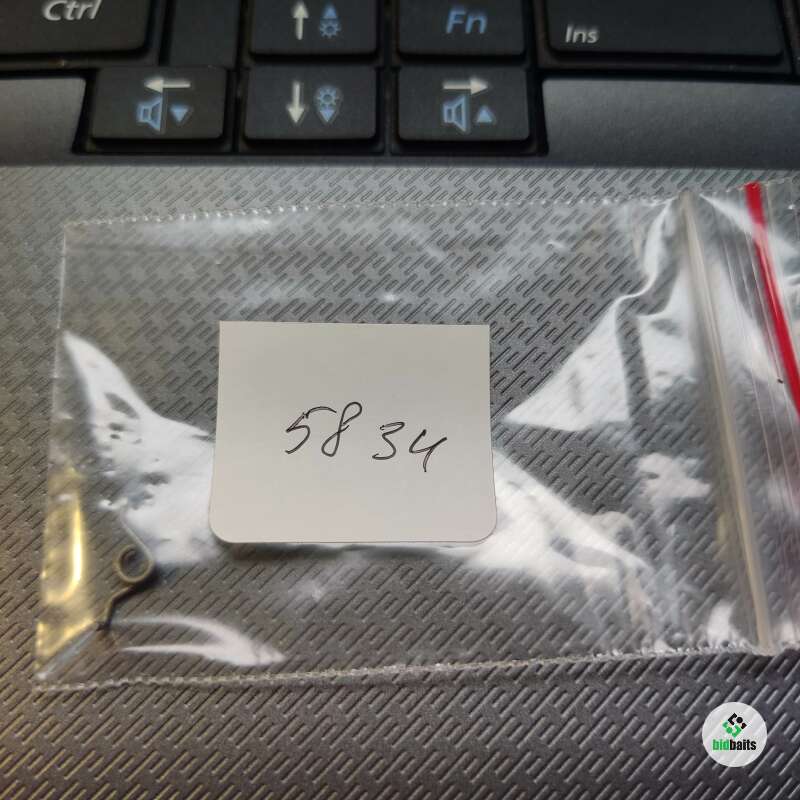 Ctrl
Fn
Ins
58 34
bidbaits